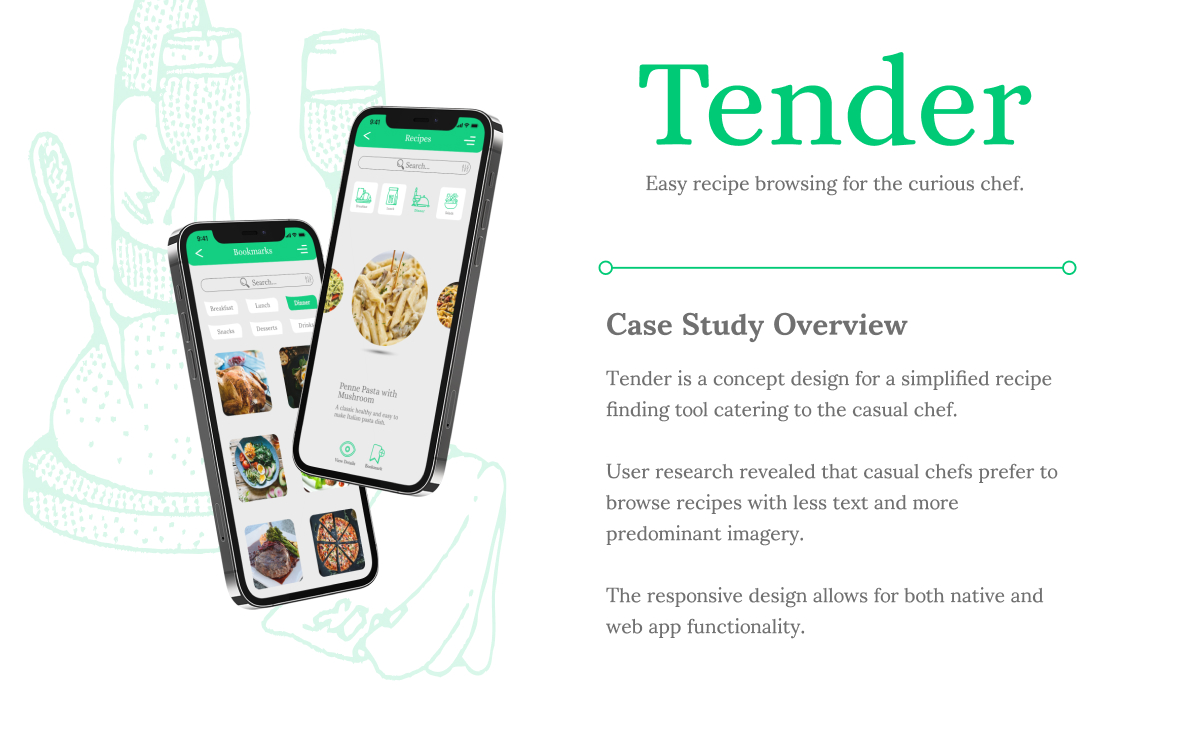 Tender
Easy recipe browsing for the curious chef.
Case Study Overview
Tender is a concept design for a simplified recipe
finding tool catering to the casual chef.
User research revealed that casual chefs prefer to
browse recipes with less text and more
predominant imagery.
The responsive design allows for both native and
web app functionality.
9:41
Recipes
Search...
Penne Pasta with
Mushroom
A classic healthy and easy to
make Italian pasta dish.
View Details
Bookmark
9:41
Bookmarks
Search...
Breakfast
Lunch
Dinner
Snacks
Desserts
Drinks